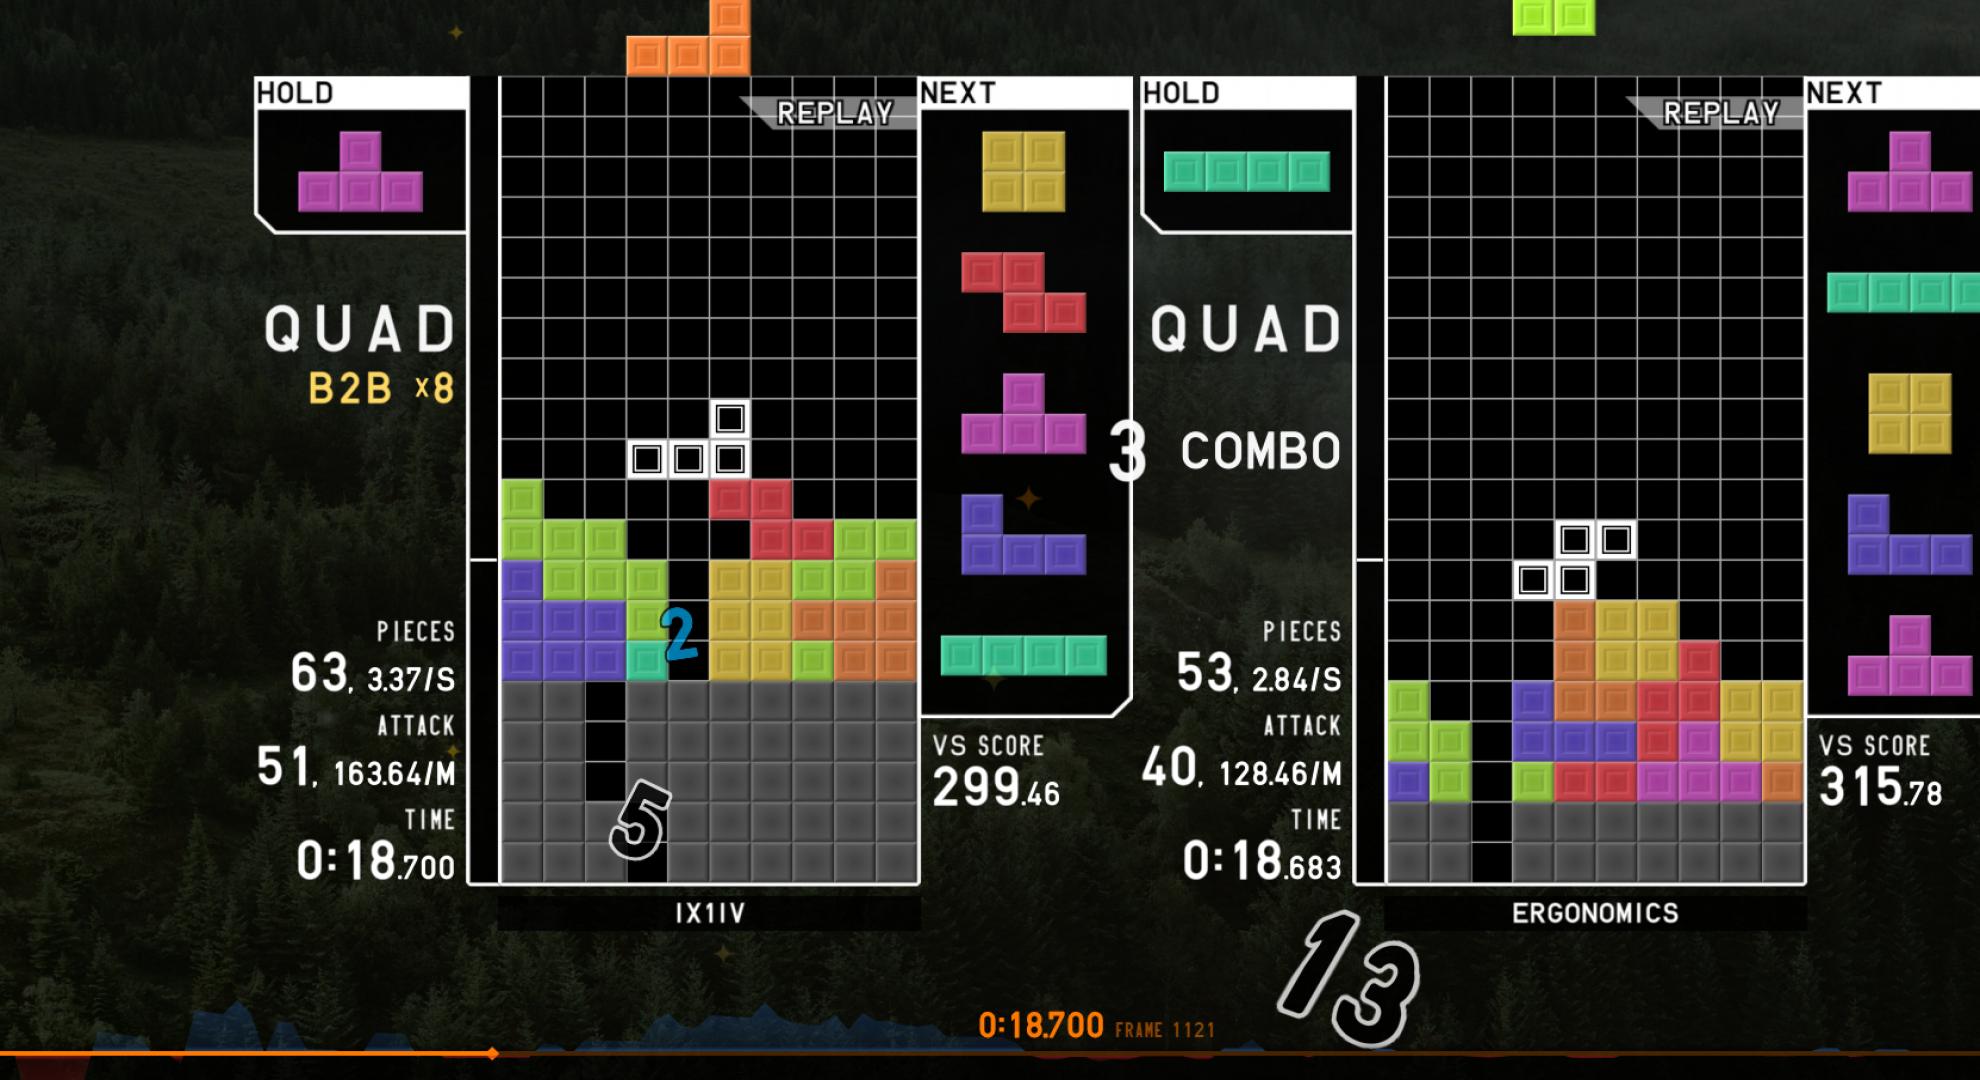 HOLD
REPLAY
NEXT
QUAD
B2B x8
2
PIECES
63, 3.37/S
ATTACK
51, 163.64/M
TIME
0:18.700
5
VS SCORE
299.46
IX1IV
HOLD
REPLAY
NEXT
QUAD
3 COMBO
PIECES
53, 2.84/S
ATTACK
40, 128.46/M
TIME
0:18.683
VS SCORE
315.78
ERGONOMICS
13
0:18.700 FRAME 1121